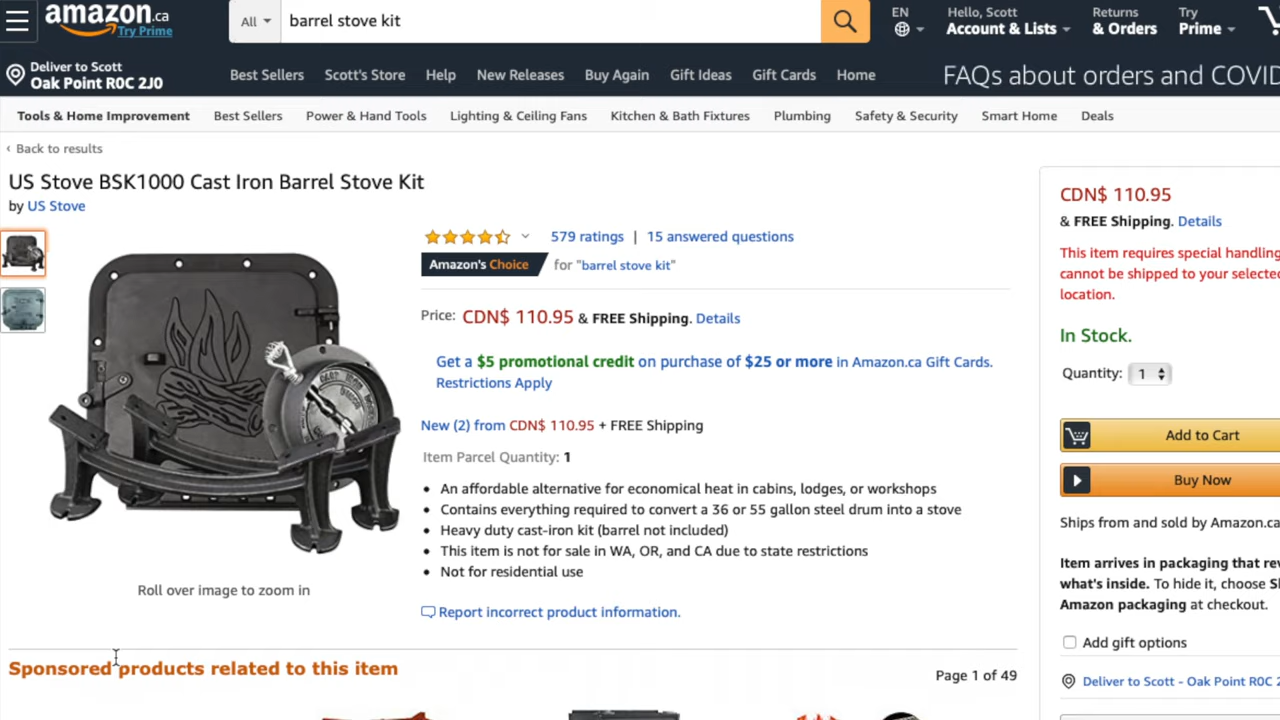 amazon.ca
Try Prime
All
barrel stove kit
EN
Hello, Scott
Account & Lists
Returns
& Orders
Try
Prime
Deliver to Scott
Oak Point R0C 2J0
Best Sellers
Scott's Store
Help
New Releases
Buy Again
Gift Ideas
Gift Cards
Home
FAQs about orders and COVID
Tools & Home Improvement
Best Sellers
Power & Hand Tools
Lighting & Ceiling Fans
Kitchen & Bath Fixtures
Plumbing
Safety & Security
Smart Home
Deals
‹ Back to results
US Stove BSK1000 Cast Iron Barrel Stove Kit
by US Stove
579 ratings | 15 answered questions
Amazon's Choice for "barrel stove kit"
Price: CDN$ 110.95 & FREE Shipping. Details
Get a $5 promotional credit on purchase of $25 or more in Amazon.ca Gift Cards.
Restrictions Apply
New (2) from CDN$ 110.95 + FREE Shipping
Item Parcel Quantity: 1
• An affordable alternative for economical heat in cabins, lodges, or workshops
• Contains everything required to convert a 36 or 55 gallon steel drum into a stove
• Heavy duty cast-iron kit (barrel not included)
• This item is not for sale in WA, OR, and CA due to state restrictions
• Not for residential use
Report incorrect product information.
Roll over image to zoom in
CDN$ 110.95
& FREE Shipping. Details
This item requires special handling
cannot be shipped to your selected
location.
In Stock.
Quantity: 1
Add to Cart
Buy Now
Ships from and sold by Amazon.ca
Item arrives in packaging that
what's inside. To hide it, choose
Amazon packaging at checkout.
Add gift options
Deliver to Scott - Oak Point R0C
Sponsored products related to this item
Page 1 of 49